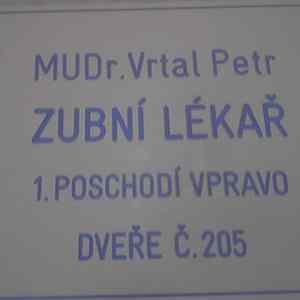 MUDr. Vrtal Petr
ZUBNÍ LÉKAŘ
1. POSCHODÍ VPRAVO
DVEŘE Č. 205